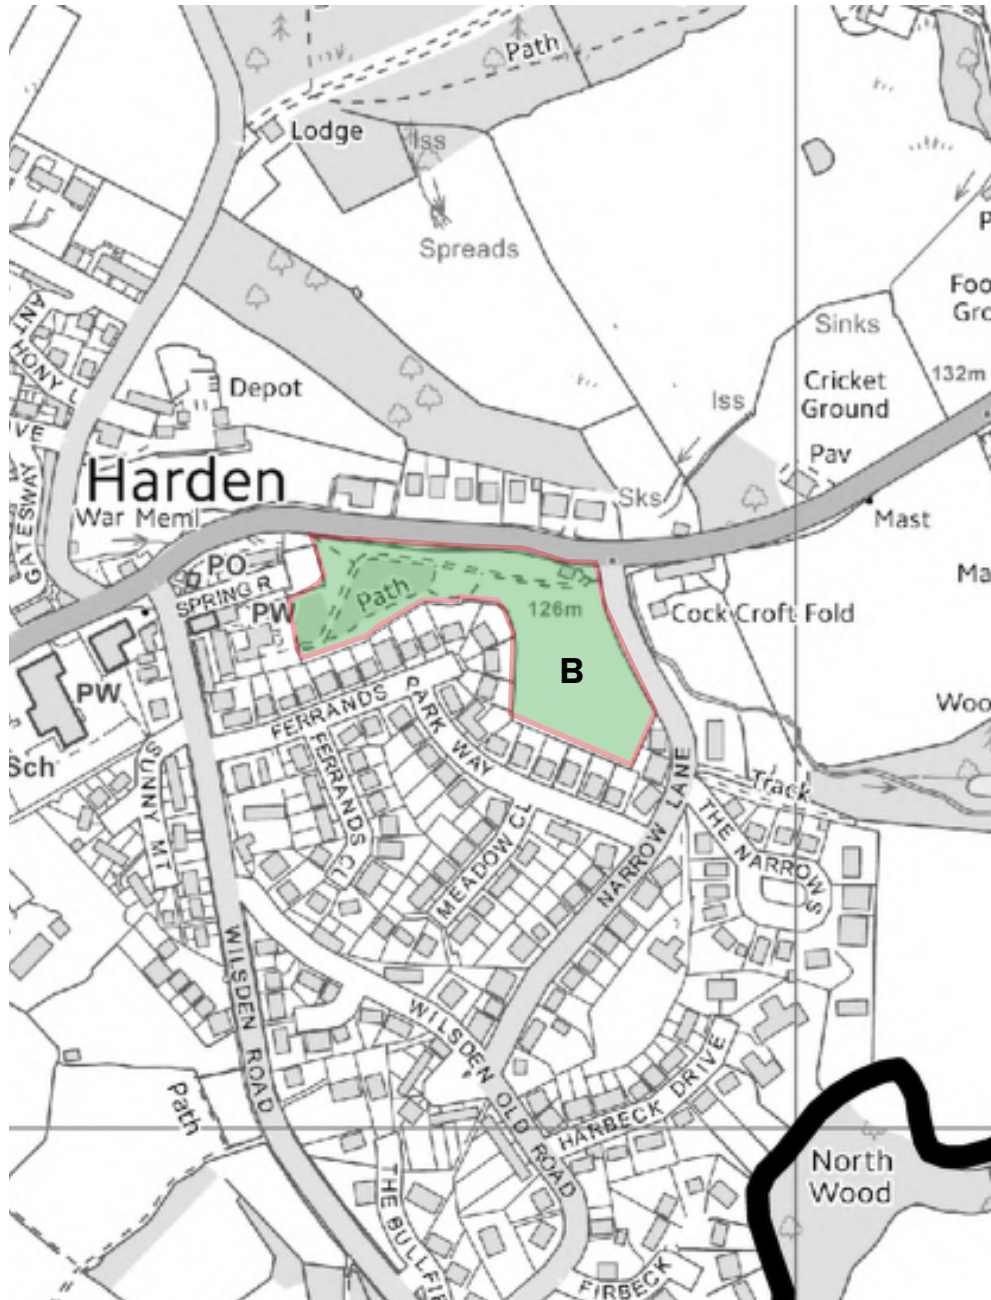 Path
Lodge
Iss
Spreads
Sinks
132m
Cricket
Ground
Iss
Pav
ANTHONY
Depot
Harden
War Meml
GATESWAY
Sks
Mast
PO
SPRING R
PW
Path
126m
Cock Croft Fold
B
PW
Sch
FERRANDS
PARK WAY
FERRANDS CL
SUNNY MT
MEADOW CL
NARROW LANE
Track
THE NARROWS
WILSDEN ROAD
WILSDEN OLD ROAD
Path
HARBECK DRIVE
North
Wood
THE BULLFI
FIRBECK